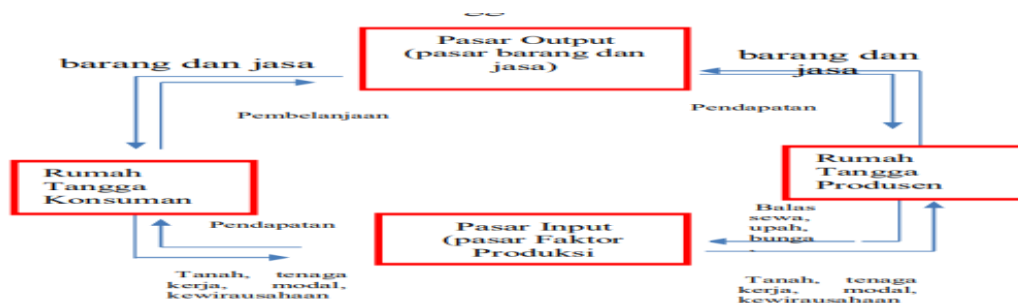 Pasar Output
(pasar barang dan
jasa)
barang dan jasa
barang dan
jasa
Pembelanjaan
Pendapatan
Rumah
Tangga
Konsuman
Rumah
Tangga
Produsen
Pendapatan
Pasar Input
(pasar Faktor
Produksi
Balas
sewa,
upah,
bunga
Tanah, tenaga
kerja, modal,
kewirausahaan
Tanah, tenaga
kerja, modal,
kewirausahaan